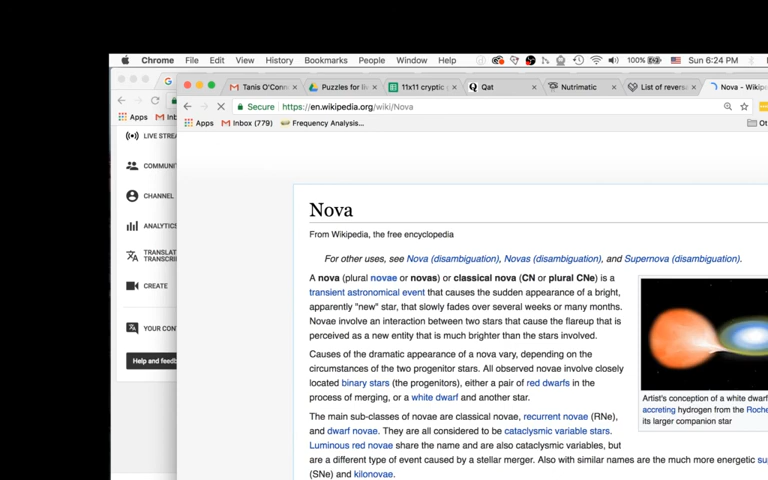 Chrome File Edit View History Bookmarks People Window Help 100% Sun 6:24 PM
Tanis O'Conn Puzzles for liv 11x11 cryptic Qat Nutrimatic List of revers Nova - Wikip
Secure https://en.wikipedia.org/wiki/Nova
Apps Inb
Apps Inbox (779) Frequency Analysis... Ot
LIVE STREA
COMMUNI
CHANNEL
ANALYTICS
TRANSLAT
TRANSCRI
CREATE
YOUR CON
Help and feedb
Nova
From Wikipedia, the free encyclopedia
For other uses, see Nova (disambiguation), Novas (disambiguation), and Supernova (disambiguation).
A nova (plural novae or novas) or classical nova (CN or plural CNe) is a
transient astronomical event that causes the sudden appearance of a bright,
apparently "new" star, that slowly fades over several weeks or many months.
Novae involve an interaction between two stars that cause the flareup that is
perceived as a new entity that is much brighter than the stars involved.
Causes of the dramatic appearance of a nova vary, depending on the
circumstances of the two progenitor stars. All observed novae involve closely
located binary stars (the progenitors), either a pair of red dwarfs in the
process of merging, or a white dwarf and another star.
The main sub-classes of novae are classical novae, recurrent novae (RNe),
and dwarf novae. They are all considered to be cataclysmic variable stars.
Luminous red novae share the name and are also cataclysmic variables, but
are a different type of event caused by a stellar merger. Also with similar names are the much more energetic su
(SNe) and kilonovae.
Artist's conception of a white dwarf
accreting hydrogen from the Roche
its larger companion star